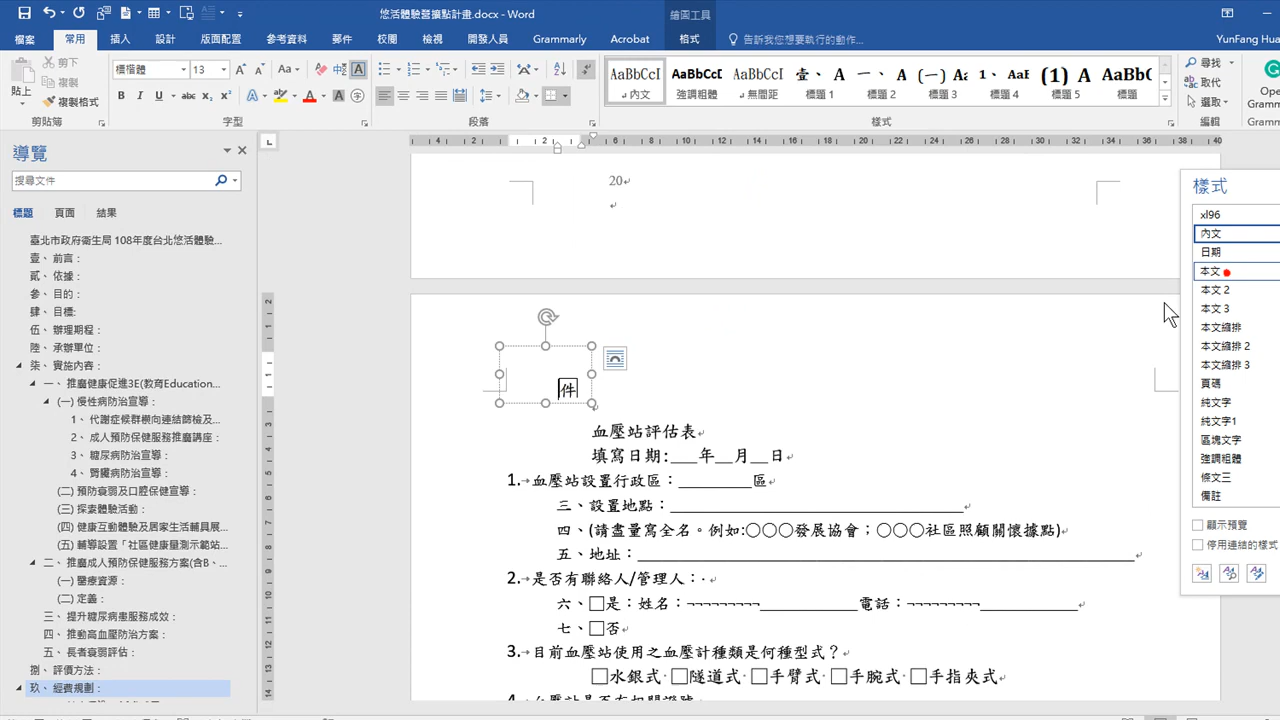 悠活體驗營擴點計畫.docx - Word
繪圖工具
檔案 常用 插入 設計 版面配置 參考資料 郵件 校閱 檢視 開發人員 Grammarly Acrobat 格式 告訴我您想要執行的動作... YunFang Hua
貼上
剪下
複製
複製格式
剪貼簿
標楷體 13
字型
段落
AaBbCcI 內文
AaBbCcD 強調粗體
AaBbCcD 無間距
壹、 A 標題 1
一、 A 標題 2
(一) Aa 標題 3
1、 AaB 標題 4
(1) A 標題 5
AaBbC 標題
樣式
尋找
取代
選取
編輯
Open
Gramm
Gramm
導覽
搜尋文件
標題 頁面 結果
臺北市政府衛生局 108年度台北悠活體驗...
壹、 前言:
貳、 依據:
參、 目的:
肆、 目標:
伍、 辦理期程:
陸、 承辦單位:
柒、 實施內容:
一、 推廣健康促進3E(教育Education...
(一) 慢性病防治宣導:
1、 代謝症候群橫向連結篩檢及...
2、 成人預防保健服務推廣講座:
3、 糖尿病防治宣導:
4、 腎臟病防治宣導:
(二) 預防衰弱及口腔保健宣導:
(三) 探索體驗活動:
(四) 健康互動體驗及居家生活輔具展...
(五) 輔導設置「社區健康量測示範站...
二、 推廣成人預防保健服務方案(含B、...
(一) 醫療資源:
(二) 定義:
三、 提升糖尿病患服務成效:
四、 推動高血壓防治方案:
五、 長者衰弱評估:
捌、 評價方法:
玖、 經費規劃:
20
件
血壓站評估表
填寫日期:___年__月__日
1. 血壓站設置行政區：________區
三、設置地點：________________________________
四、(請盡量寫全名。例如:○○○發展協會；○○○社區照顧關懷據點)
五、地址：______________________________________________________
2. 是否有聯絡人/管理人：
六、□是：姓名：¬¬¬¬¬¬¬¬¬___________電話：¬¬¬¬¬¬¬¬¬___________
七、□否
3. 目前血壓站使用之血壓計種類是何種型式？
□水銀式 □隧道式 □手臂式 □手腕式 □手指夾式
樣式
xl96
內文
日期
本文
本文 2
本文 3
本文縮排
本文縮排 2
本文縮排 3
頁碼
純文字
純文字1
區塊文字
強調粗體
條文三
備註
顯示預覽
停用連結的樣式